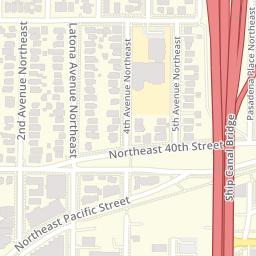 2nd Avenue Northeast
Latona Avenue Northeast
4th Avenue Northeast
5th Avenue Northeast
Pasadena Place Northeast
Northeast 40th Street
Ship Canal Bridge
Northeast Pacific Street